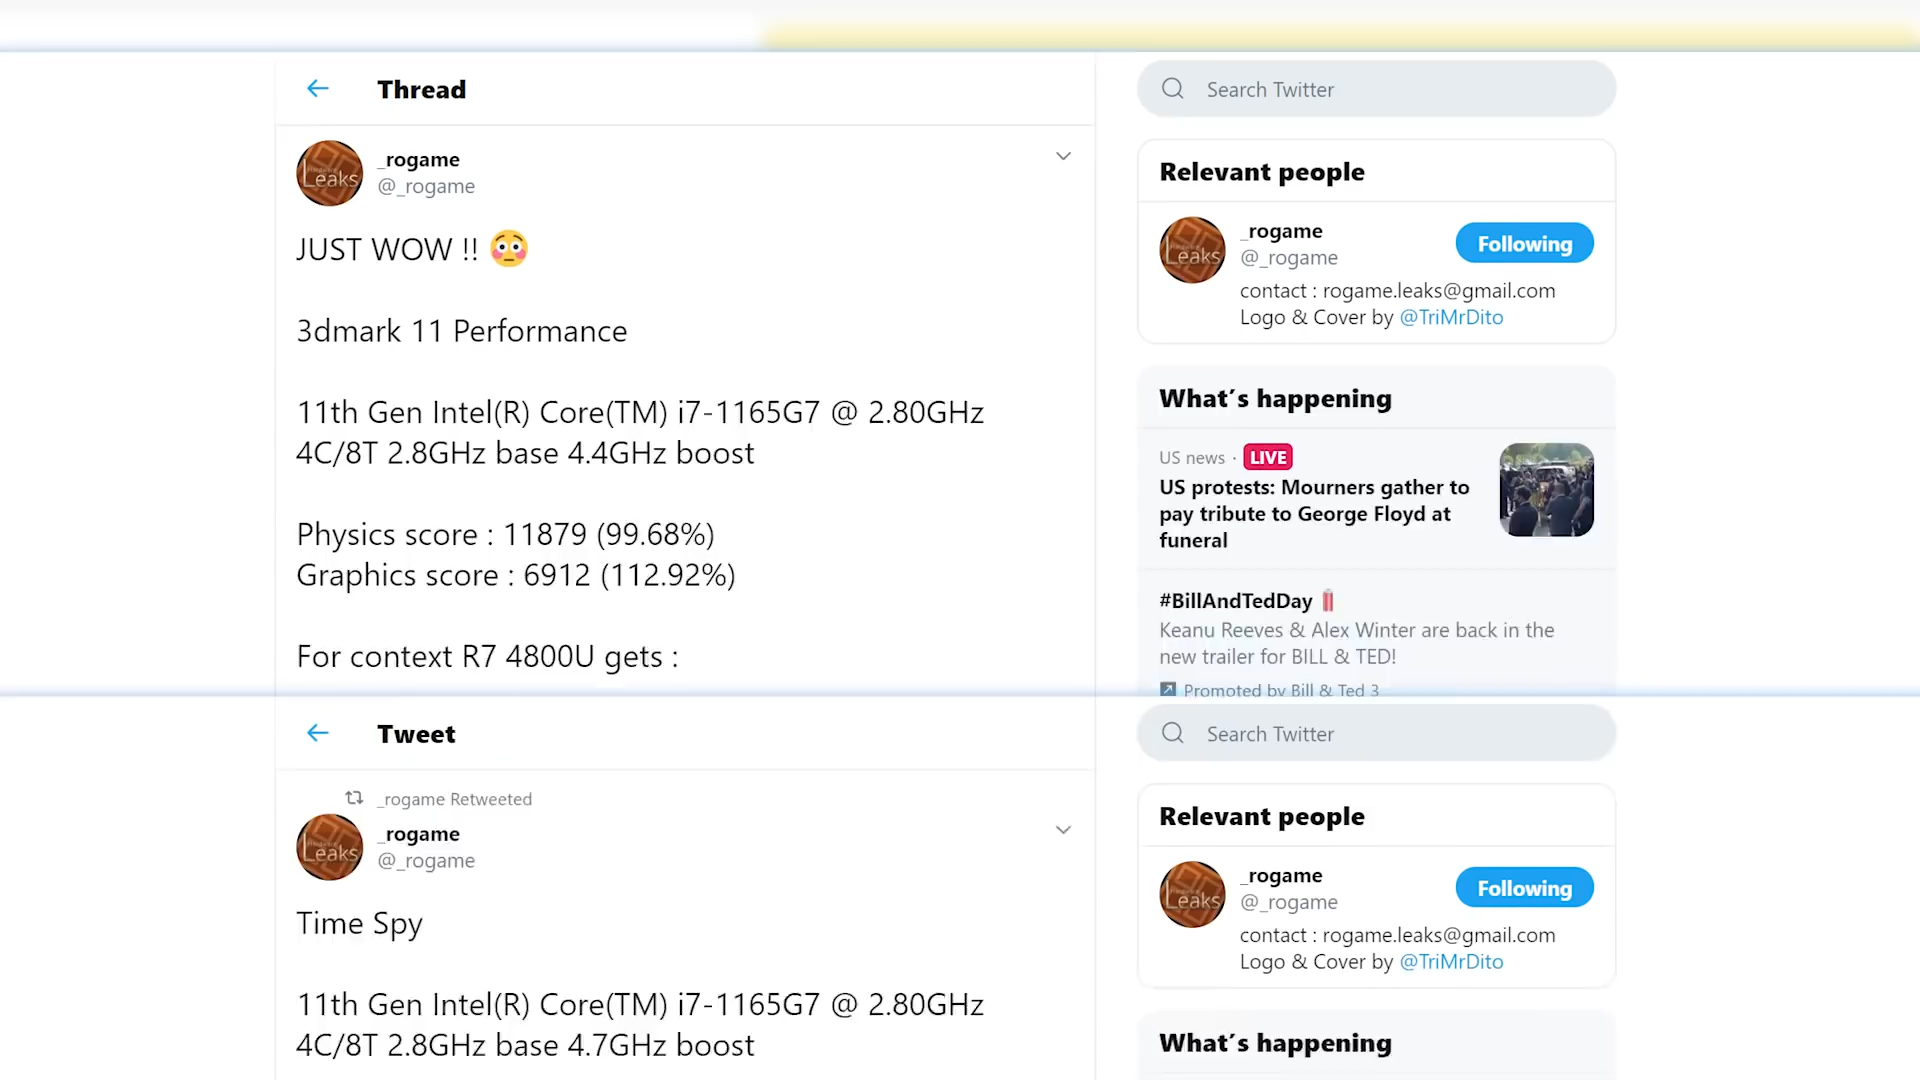 Thread
Search Twitter
_rogame
@_rogame
Leaks
JUST WOW !! 😳
3dmark 11 Performance
11th Gen Intel(R) Core(TM) i7-1165G7 @ 2.80GHz
4C/8T 2.8GHz base 4.4GHz boost
Physics score : 11879 (99.68%)
Graphics score : 6912 (112.92%)
For context R7 4800U gets :
Relevant people
Leaks
_rogame
@_rogame
Following
contact : rogame.leaks@gmail.com
Logo & Cover by @TriMrDito
What's happening
US news · LIVE
US protests: Mourners gather to
pay tribute to George Floyd at
funeral
#BillAndTedDay
Keanu Reeves & Alex Winter are back in the
new trailer for BILL & TED!
Promoted by Bill & Ted 3
Tweet
Search Twitter
_rogame Retweeted
_rogame
@_rogame
Leaks
Time Spy
11th Gen Intel(R) Core(TM) i7-1165G7 @ 2.80GHz
4C/8T 2.8GHz base 4.7GHz boost
Relevant people
Leaks
_rogame
@_rogame
Following
contact : rogame.leaks@gmail.com
Logo & Cover by @TriMrDito
What's happening